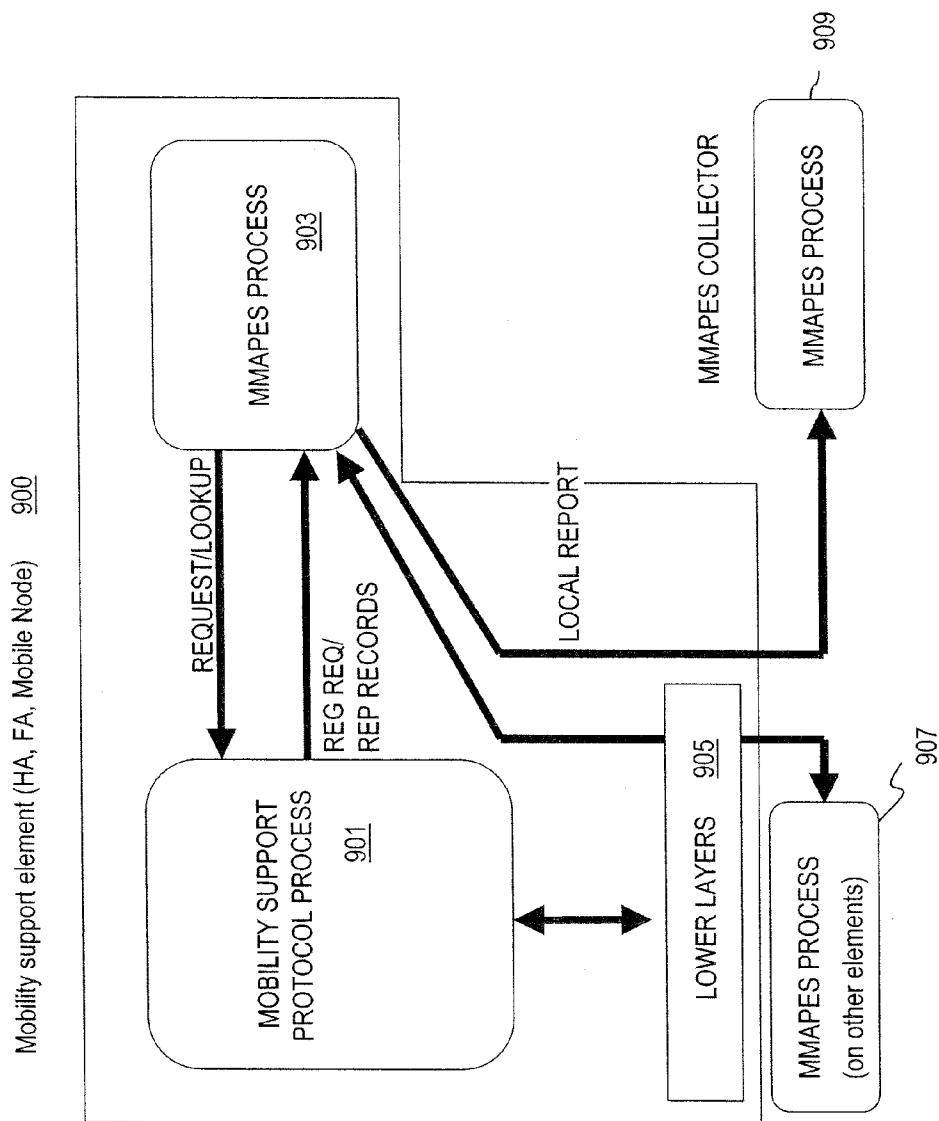 Mobility support element (HA, FA, Mobile Node) 900
MOBILITY SUPPORT
PROTOCOL PROCESS
901
REQUEST/LOOKUP
REG REQ/
REP RECORDS
MMAPES PROCESS
903
LOWER LAYERS 905
LOCAL REPORT
MMAPES PROCESS
(on other elements)
907
MMAPES COLLECTOR
MMAPES PROCESS
909